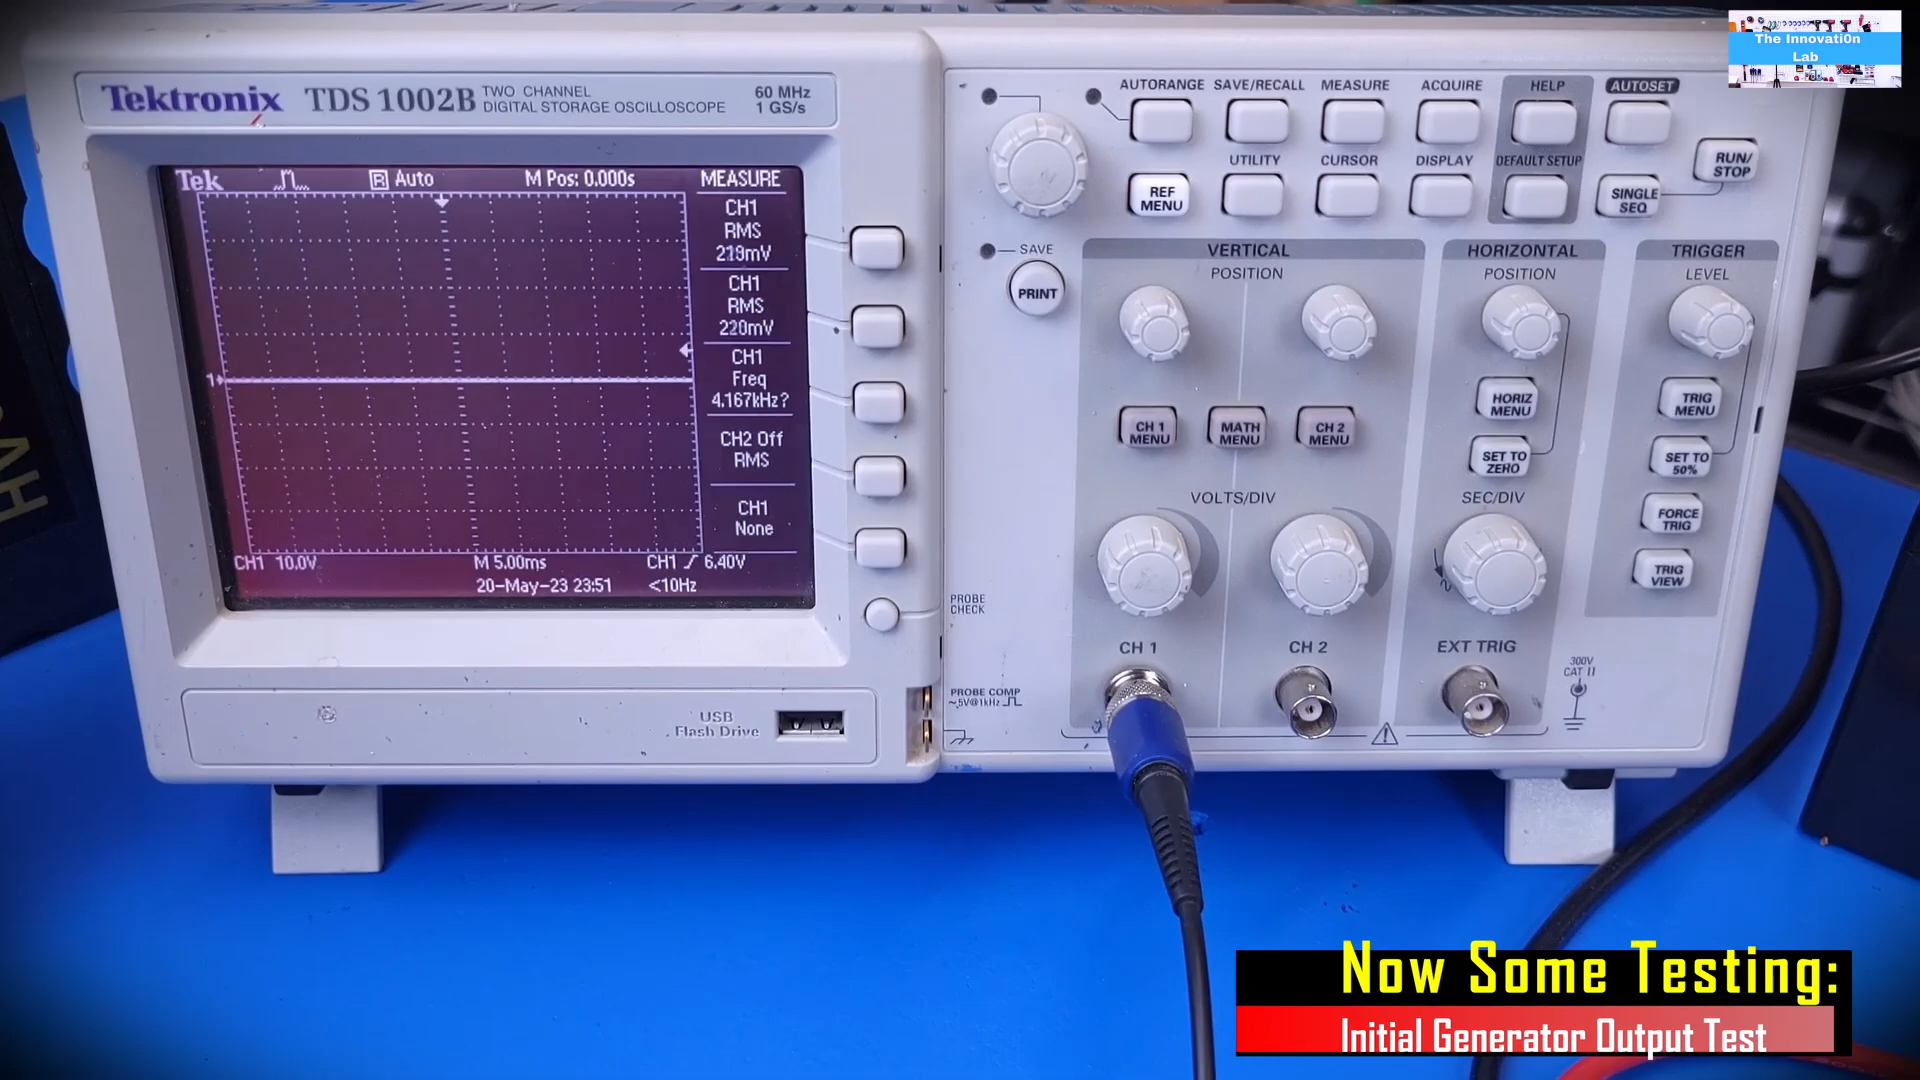 The Innovati0n
Lab
Tektronix TDS 1002B
TWO CHANNEL
DIGITAL STORAGE OSCILLOSCOPE
60 MHz
1 GS/s
Tek
R Auto
M Pos: 0.000s
MEASURE
CH1
RMS
219mV
CH1
RMS
220mV
CH1
Freq
4.167kHz?
CH2 Off
RMS
CH1
None
1
CH1 10.0V
M 5.00ms
CH1 6.40V
20-May-23 23:51
<10Hz
USB
Flash Drive
PROBE
CHECK
PROBE COMP
~5V@1kHz
AUTORANGE
SAVE/RECALL
MEASURE
ACQUIRE
HELP
AUTOSET
UTILITY
CURSOR
DISPLAY
DEFAULT SETUP
REF
MENU
SINGLE
SEQ
RUN/
STOP
SAVE
PRINT
VERTICAL
POSITION
CH 1
MENU
MATH
MENU
CH 2
MENU
VOLTS/DIV
CH 1
CH 2
HORIZONTAL
POSITION
HORIZ
MENU
SET TO
ZERO
SEC/DIV
EXT TRIG
TRIGGER
LEVEL
TRIG
MENU
SET TO
50%
FORCE
TRIG
TRIG
VIEW
300V
CAT II
Now Some Testing:
Initial Generator Output Test